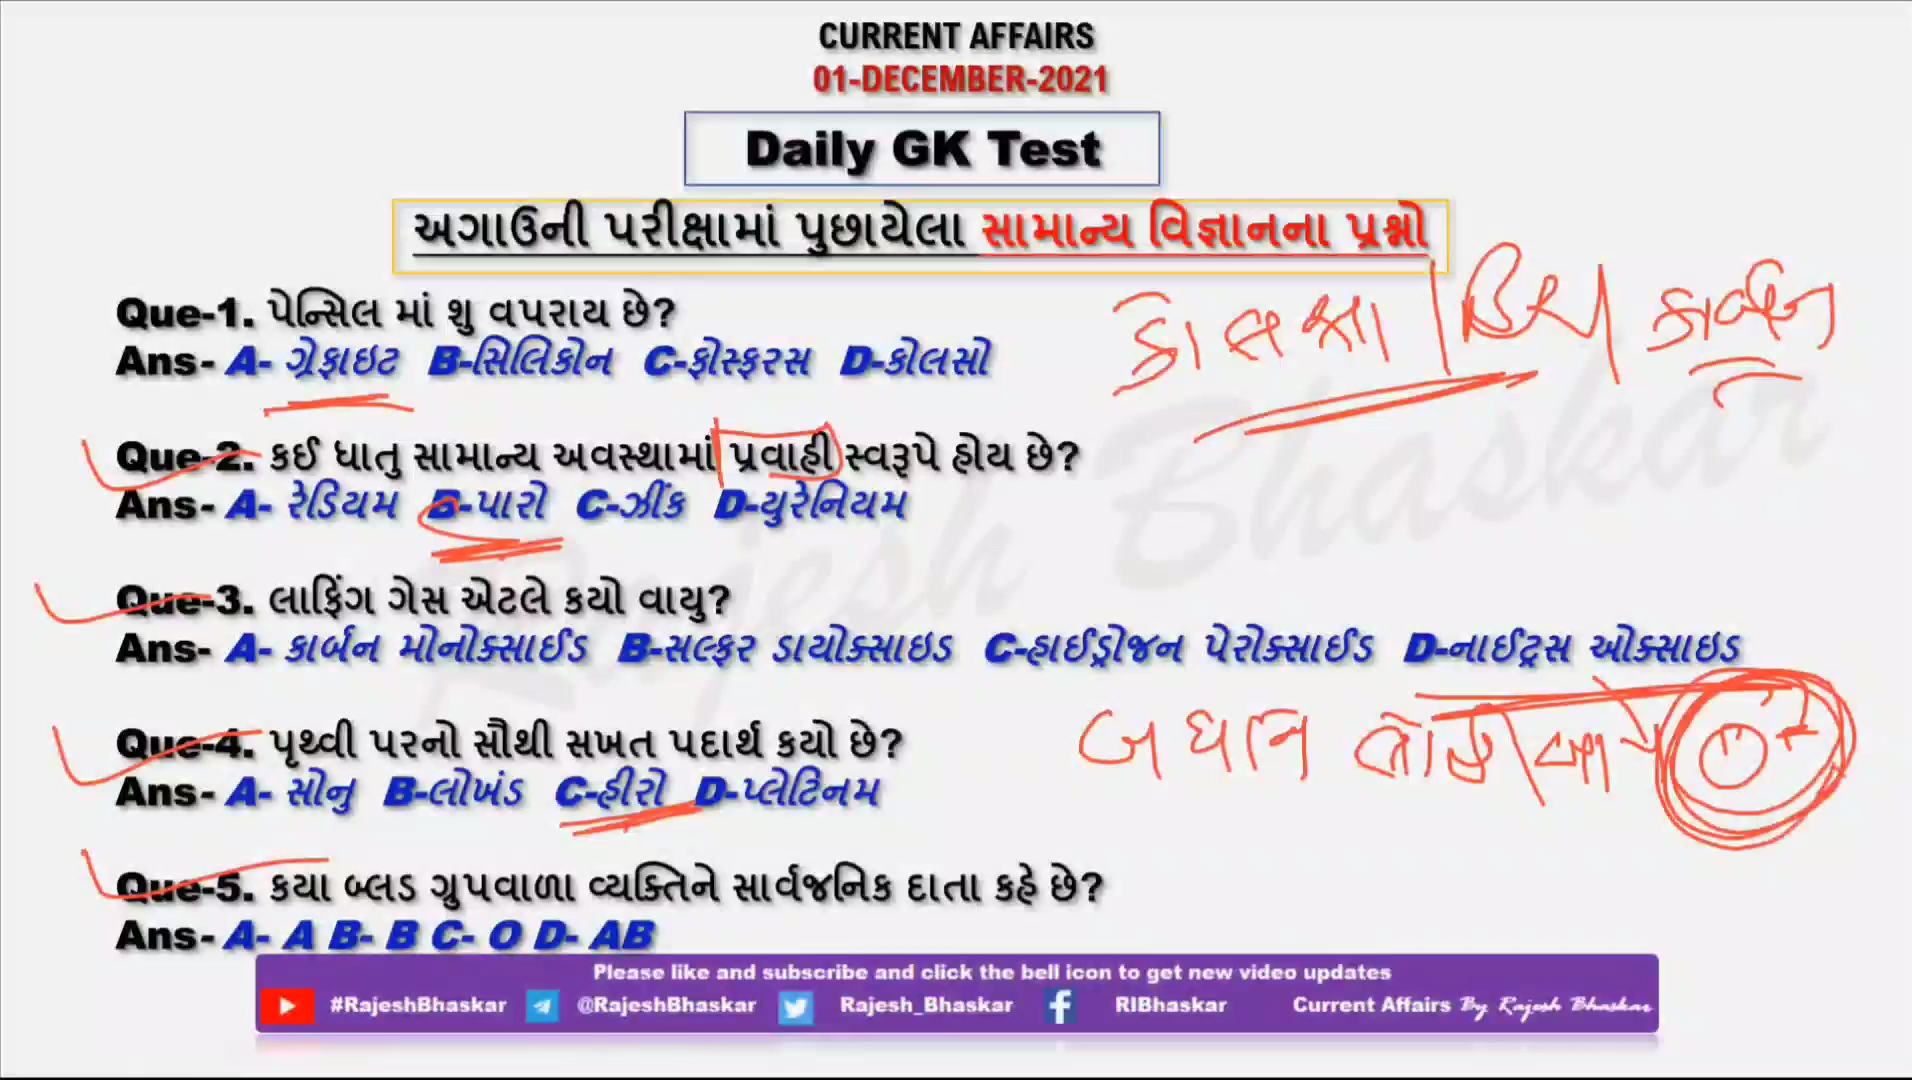 CURRENT AFFAIRS
01-DECEMBER-2021
Daily GK Test
અગાઉની પરીક્ષામાં પુછાયેલા સામાન્ય વિજ્ઞાનના પ્રશ્નો
Que-1. પેન્સિલ માં શુ વપરાય છે?
Ans- A- ગ્રેફાઇટ B-સિલિકોન C-ફોસ્ફરસ D-કોલસો
Que-2. કઈ ધાતુ સામાન્ય અવસ્થામાં પ્રવાહી સ્વરૂપે હોય છે?
Ans- A- રેડિયમ B-પારો C-ઝીંક D-યુરેનિયમ
Que-3. લાફિંગ ગેસ એટલે કયો વાયુ?
Ans- A- કાર્બન મોનોક્સાઈડ B-સલ્ફર ડાયોક્સાઇડ C-હાઈડ્રોજન પેરોક્સાઈડ D-નાઈટ્રસ ઓક્સાઇડ
Que-4. પૃથ્વી પરનો સૌથી સખત પદાર્થ કયો છે?
Ans- A- સોનુ B-લોખંડ C-હીરો D-પ્લેટિનમ
Que-5. કયા બ્લડ ગ્રુપવાળા વ્યક્તિને સાર્વજનિક દાતા કહે છે?
Ans- A- A B- B C- O D- AB
Rajesh Bhaskar
Please like and subscribe and click the bell icon to get new video updates
#RajeshBhaskar @RajeshBhaskar Rajesh_Bhaskar RIBhaskar Current Affairs By Rajesh Bhaskar